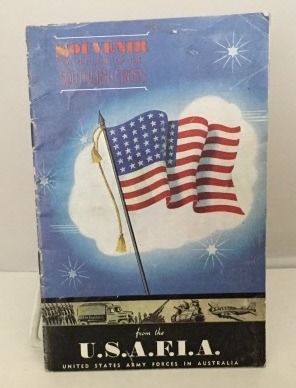 SOUVENIR
from the
U.S.A.F.I.A.
UNITED STATES ARMY FORCES IN AUSTRALIA